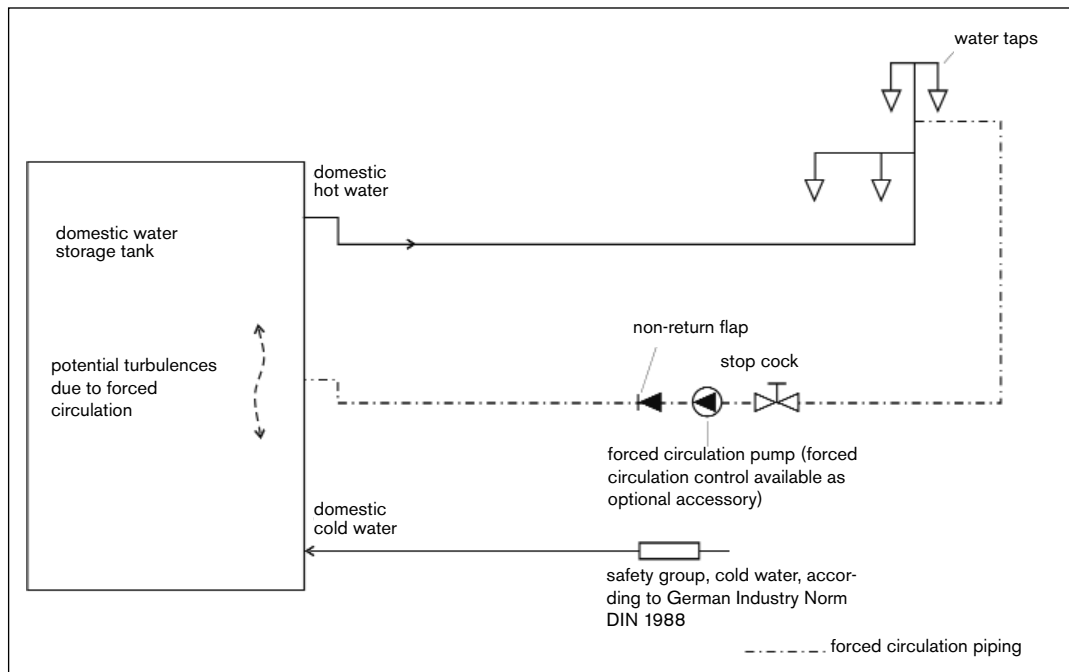 water taps
domestic
hot water
domestic water
storage tank
non-return flap
stop cock
potential turbulences
due to forced
circulation
forced circulation pump (forced
circulation control available as
optional accessory)
domestic
cold water
safety group, cold water, accor-
ding to German Industry Norm
DIN 1988
forced circulation piping